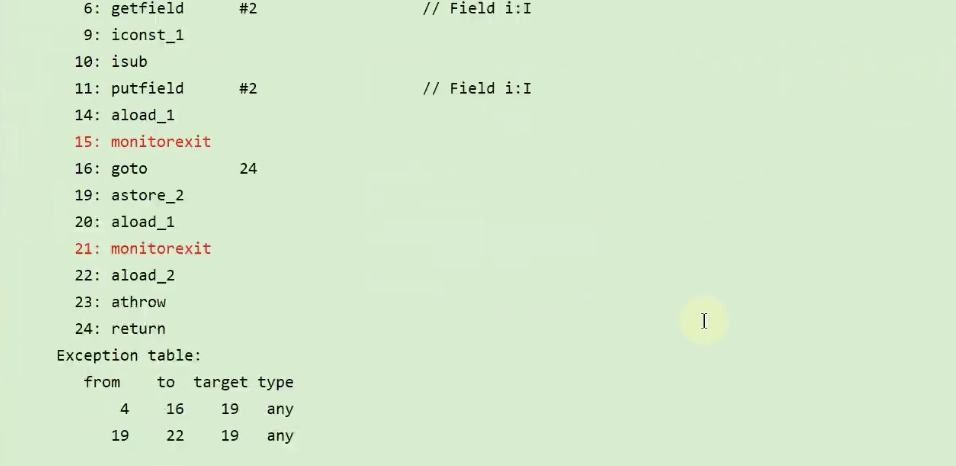 6: getfield #2 // Field i:I
9: iconst_1
10: isub
11: putfield #2 // Field i:I
14: aload_1
15: monitorexit
16: goto 24
19: astore_2
20: aload_1
21: monitorexit
22: aload_2
23: athrow
24: return
Exception table:
from to target type
4 16 19 any
19 22 19 any